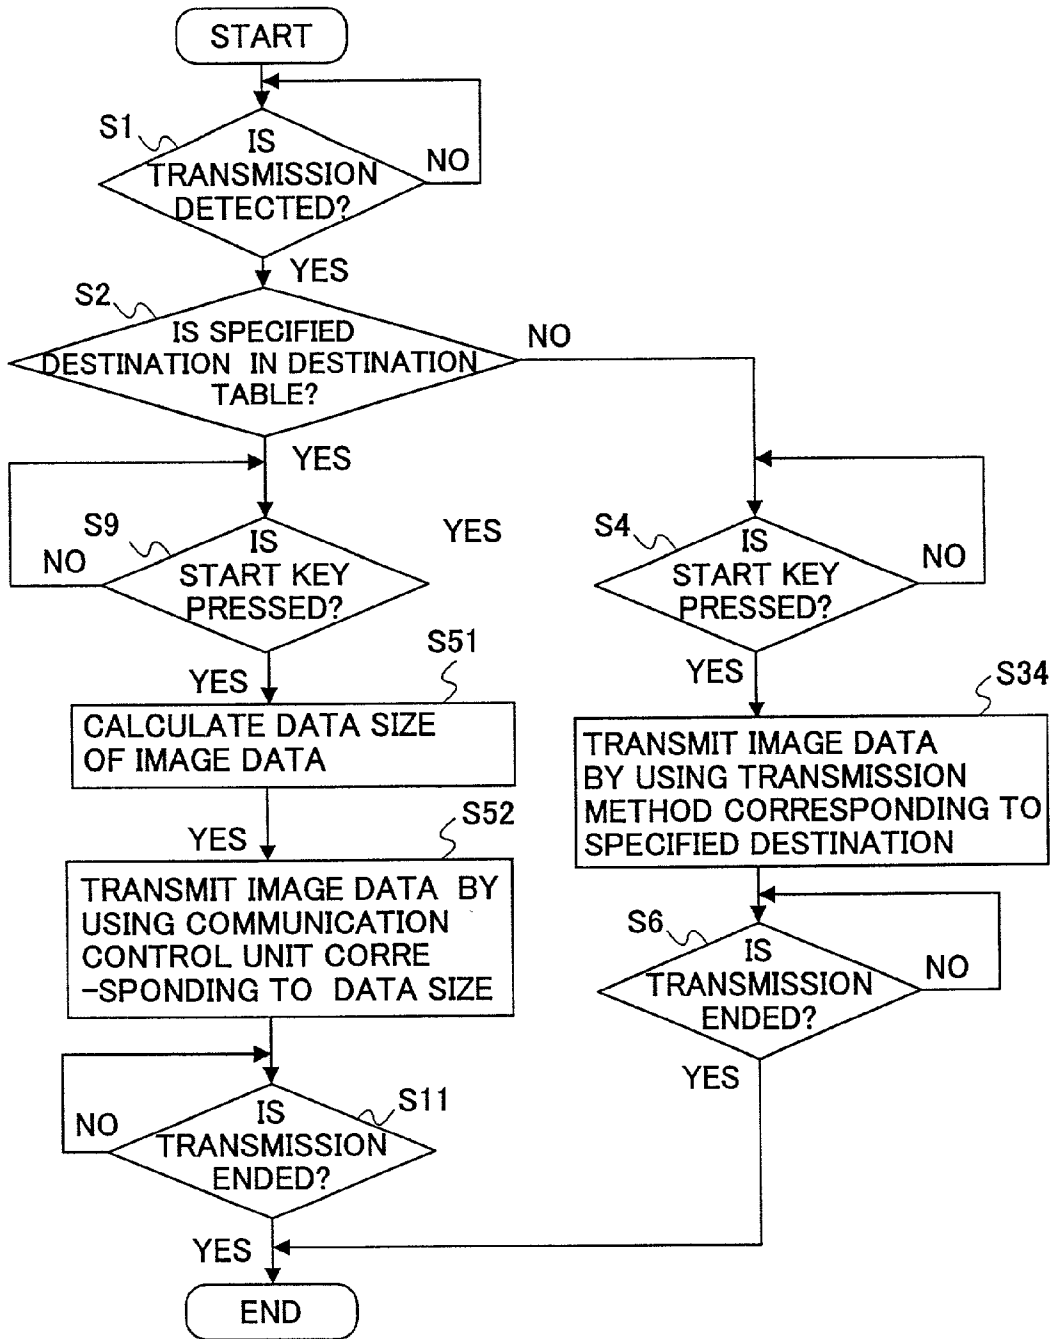 START
S1
IS
TRANSMISSION
DETECTED?
NO
YES
S2
IS SPECIFIED
DESTINATION IN DESTINATION
TABLE?
NO
YES
S9
IS
START KEY
PRESSED?
NO
YES
YES
S51
CALCULATE DATA SIZE
OF IMAGE DATA
YES
S52
TRANSMIT IMAGE DATA BY
USING COMMUNICATION
CONTROL UNIT CORRE
-SPONDING TO DATA SIZE
S11
IS
TRANSMISSION
ENDED?
NO
YES
S4
IS
START KEY
PRESSED?
NO
YES
S34
TRANSMIT IMAGE DATA
BY USING TRANSMISSION
METHOD CORRESPONDING TO
SPECIFIED DESTINATION
S6
IS
TRANSMISSION
ENDED?
NO
YES
END